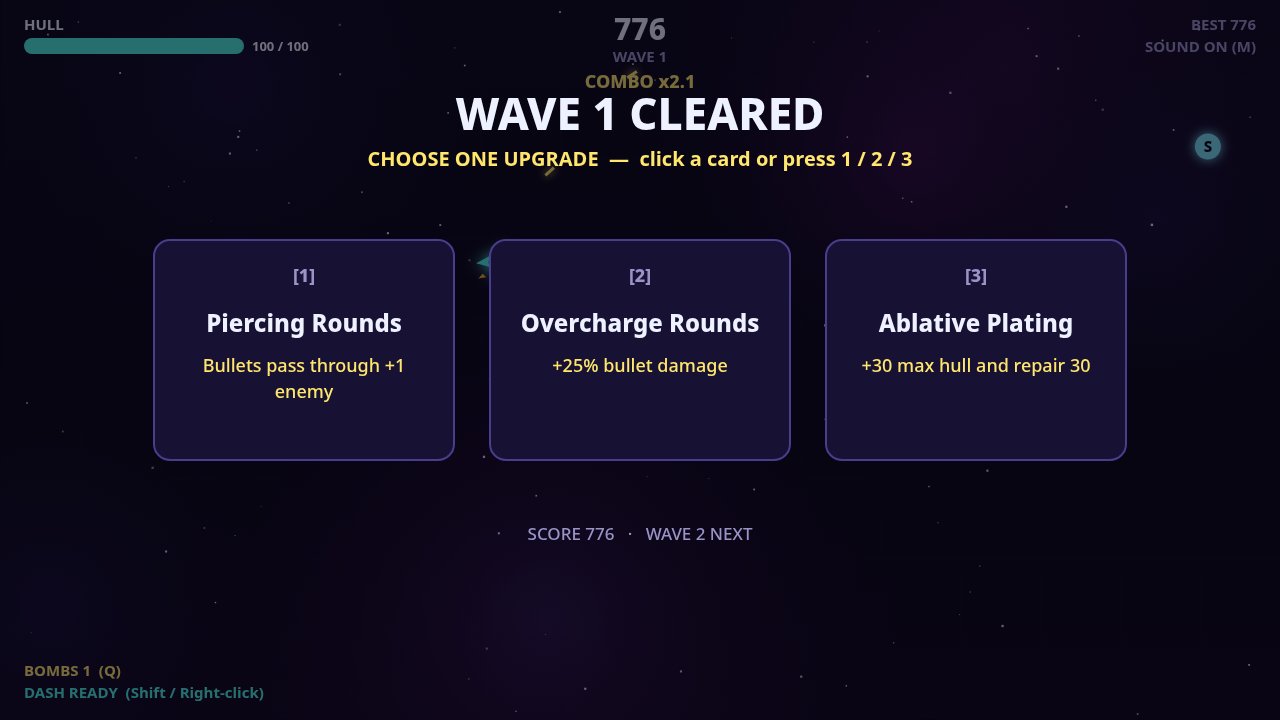 HULL
100 / 100
776
WAVE 1
COMBO x2.1
BEST 776
SOUND ON (M)
WAVE 1 CLEARED
CHOOSE ONE UPGRADE — click a card or press 1 / 2 / 3
S
[1]
Piercing Rounds
Bullets pass through +1
enemy
[2]
Overcharge Rounds
+25% bullet damage
[3]
Ablative Plating
+30 max hull and repair 30
SCORE 776 · WAVE 2 NEXT
BOMBS 1 (Q)
DASH READY (Shift / Right-click)